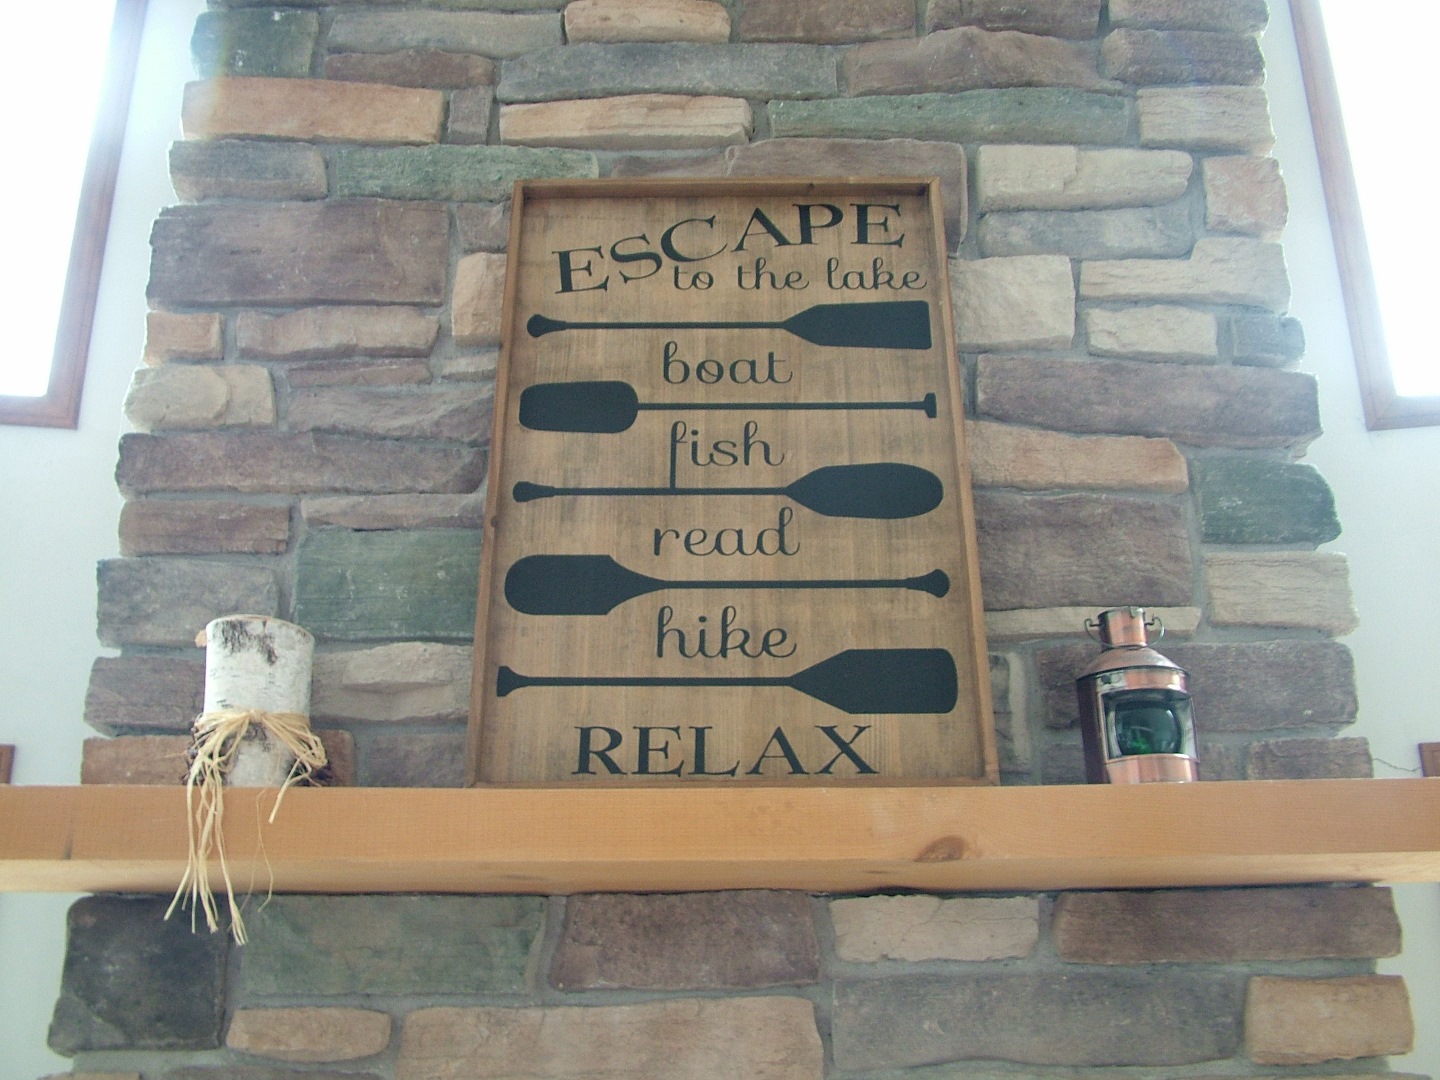 ESCAPE
to the lake
boat
fish
read
hike
RELAX